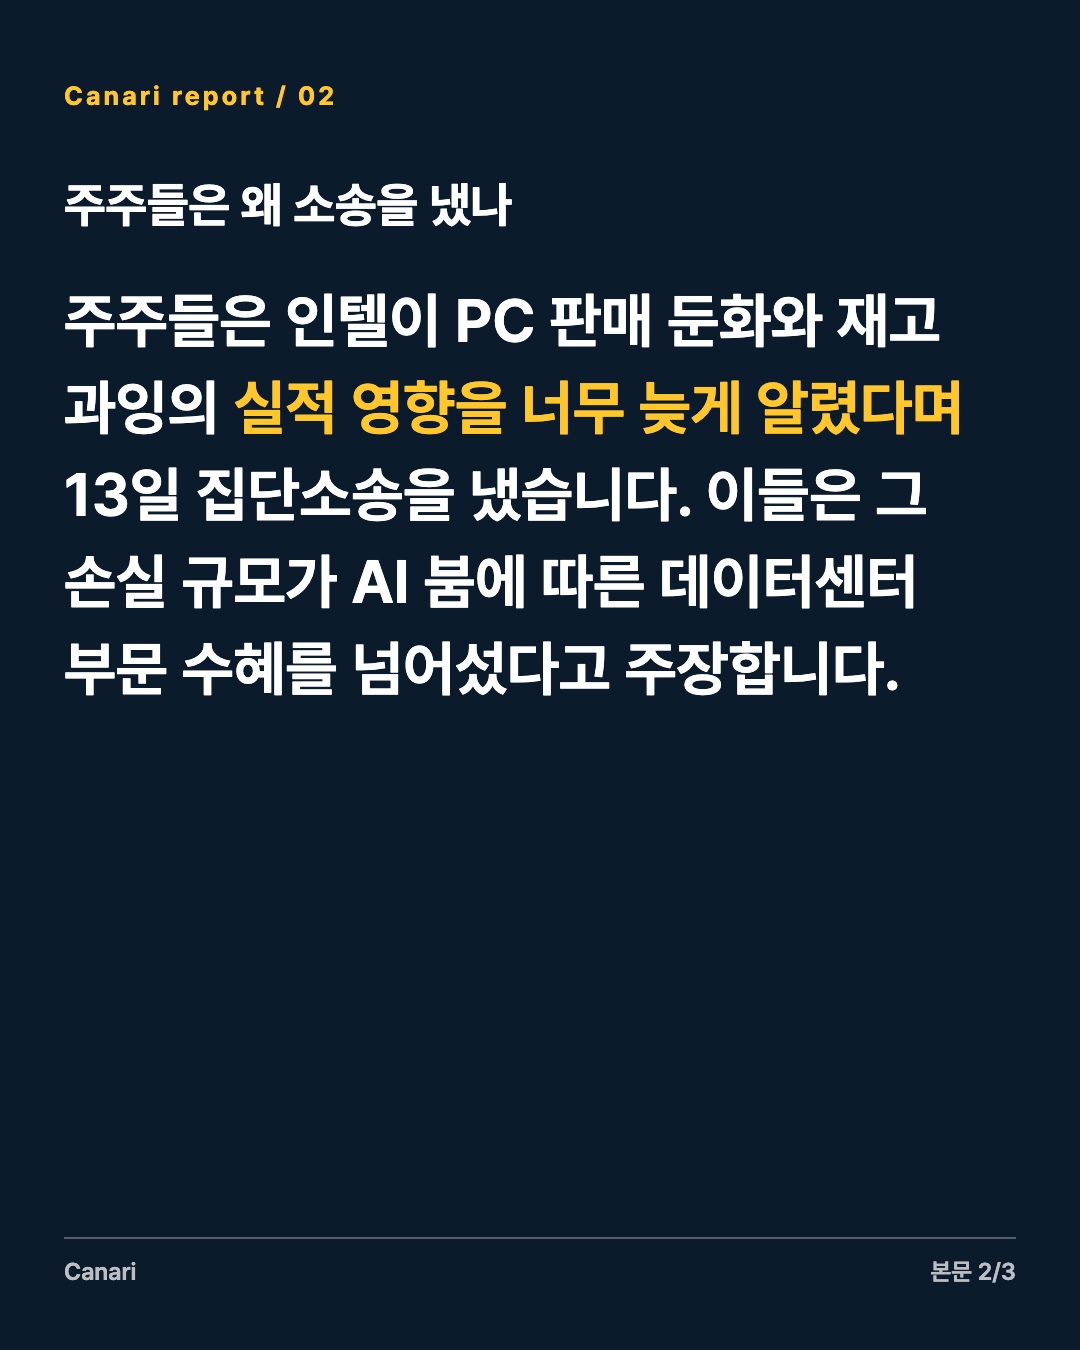 Canari report / 02
주주들은 왜 소송을 냈나
주주들은 인텔이 PC 판매 둔화와 재고
과잉의 실적 영향을 너무 늦게 알렸다며
13일 집단소송을 냈습니다. 이들은 그
손실 규모가 AI 붐에 따른 데이터센터
부문 수혜를 넘어섰다고 주장합니다.
Canari
본문 2/3